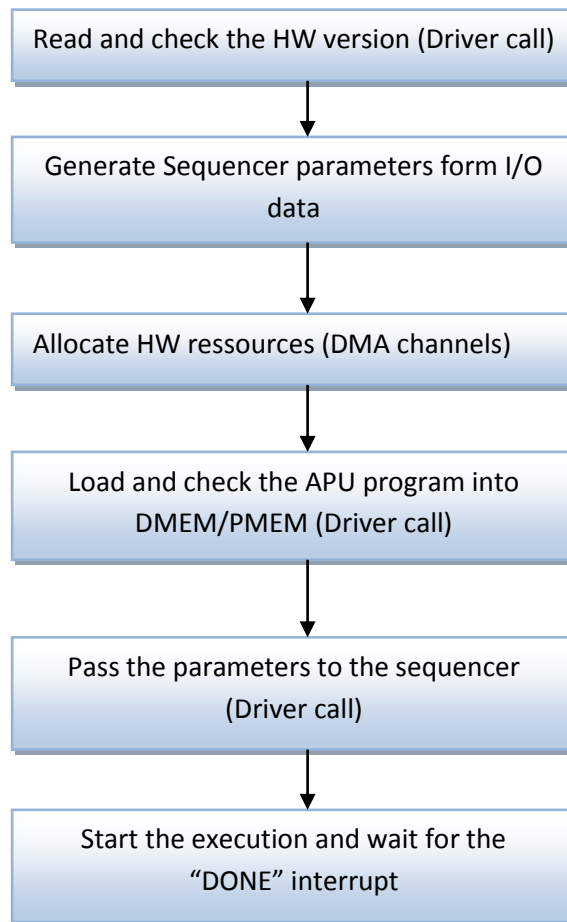 Read and check the HW version (Driver call)
Generate Sequencer parameters form I/O
data
Allocate HW ressources (DMA channels)
Load and check the APU program into
DMEM/PMEM (Driver call)
Pass the parameters to the sequencer
(Driver call)
Start the execution and wait for the
“DONE” interrupt